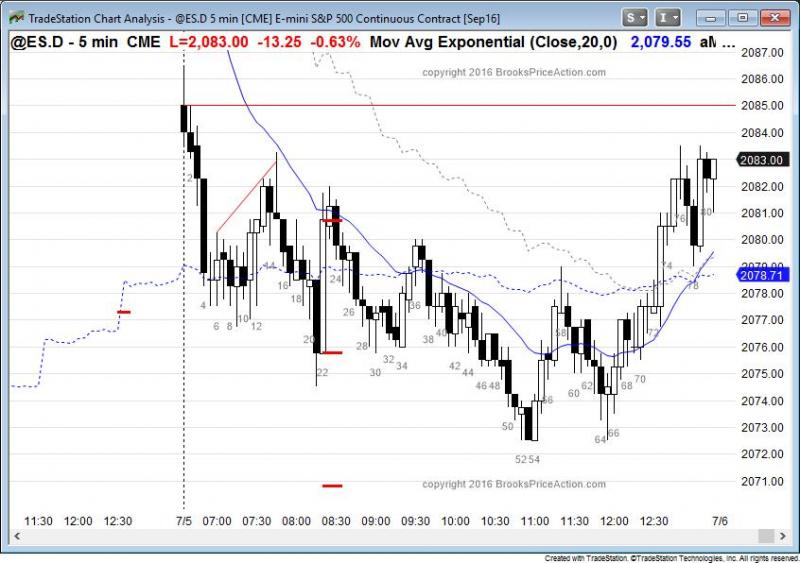 TradeStation Chart Analysis - @ES.D 5 min [CME] E-mini S&P 500 Continuous Contract [Sep16]
S I
@ES.D - 5 min CME L=2,083.00 -13.25 -0.63% Mov Avg Exponential (Close,20,0) 2,079.55 aM ...
2087.00
copyright 2016 BrooksPriceAction.com
2086.00
2085.00
2084.00
2083.00
2082.00
2081.00
2080.00
2079.00
2078.71
2078.00
2077.00
2076.00
2075.00
2074.00
2073.00
2072.00
2071.00
2 4 6 8 10 12 14 16 18 20 22 24 26 28 30 32 34 36 38 40 42 44 46 48 50 52 54 56 58 60 62 64 66 68 70 72 74 76 78 80
copyright 2016 BrooksPriceAction.com
11:30 12:00 12:30 7/5 07:00 07:30 08:00 08:30 09:00 09:30 10:00 10:30 11:00 11:30 12:00 12:30 7/6
All rights reserved.
Created with TradeStation. ©TradeStation Technologies, Inc. All rights reserved.